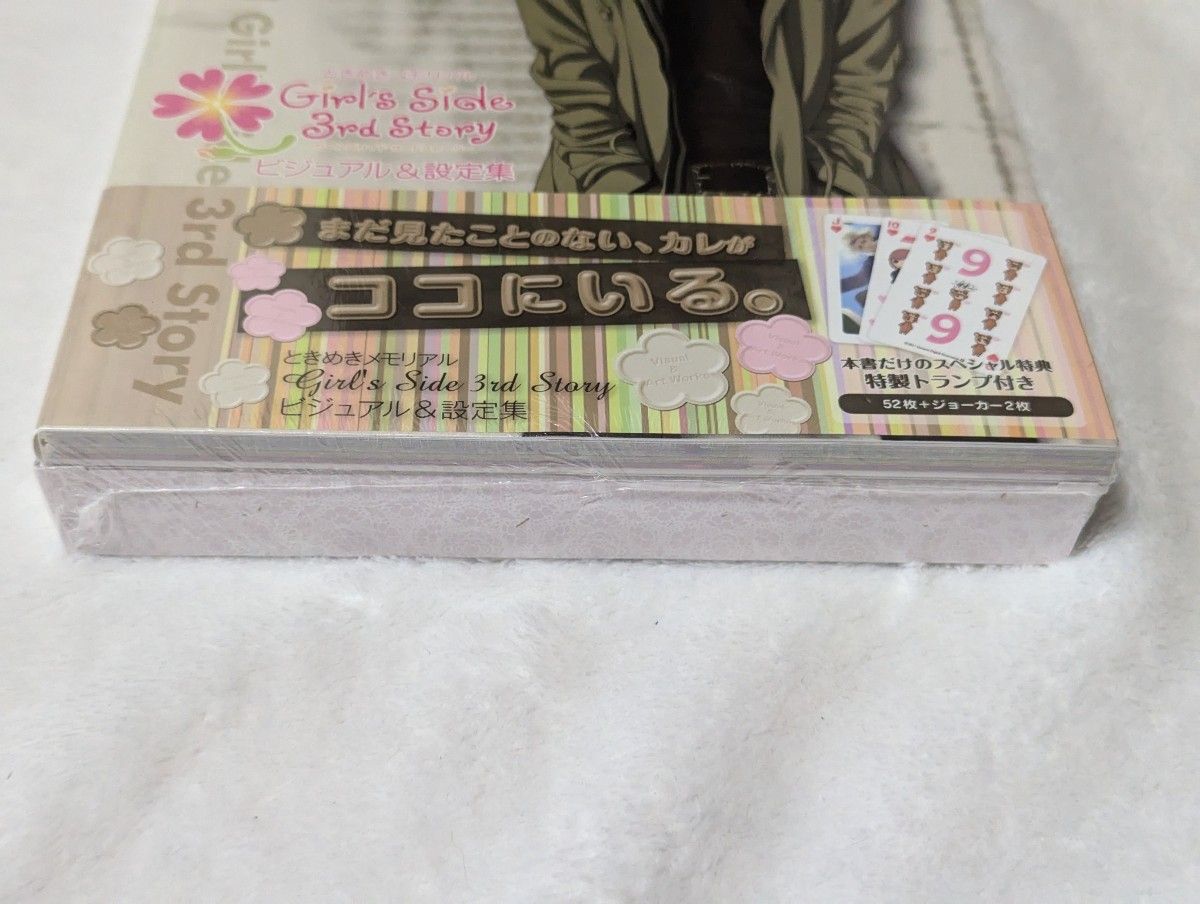 Girl's Side
3rd Story
ビジュアル＆設定集
3rd Story
まだ見たことのない、カレが
ココにいる。
ときめきメモリアル
Girl's Side 3rd Story
ビジュアル＆設定集
Visual
&
Art Works
J
10
9
9
本書だけのスペシャル特典
特製トランプ付き
52枚＋ジョーカー2枚